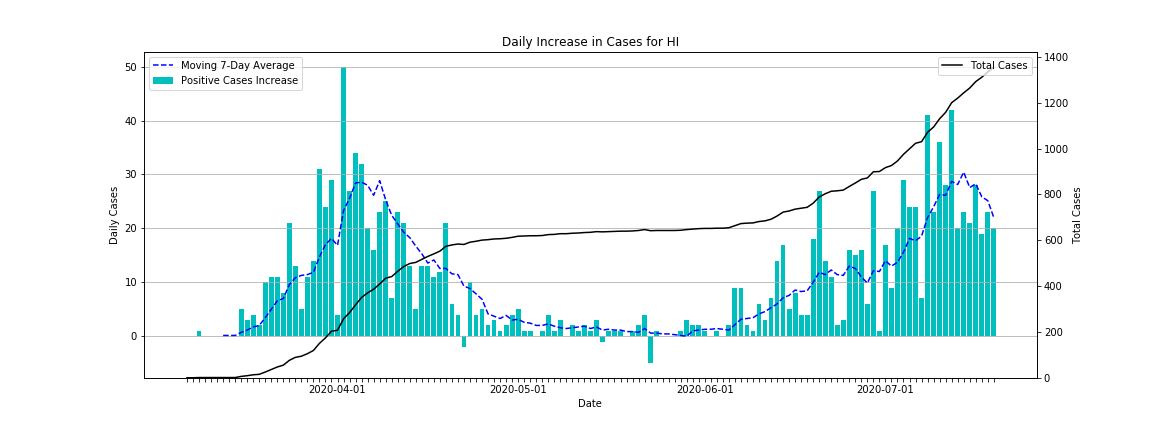 Daily Increase in Cases for HI
Moving 7-Day Average
Positive Cases Increase
Total Cases
50
40
30
20
10
0
Daily Cases
1400
1200
1000
800
600
400
200
0
Total Cases
2020-04-01
2020-05-01
2020-06-01
2020-07-01
Date